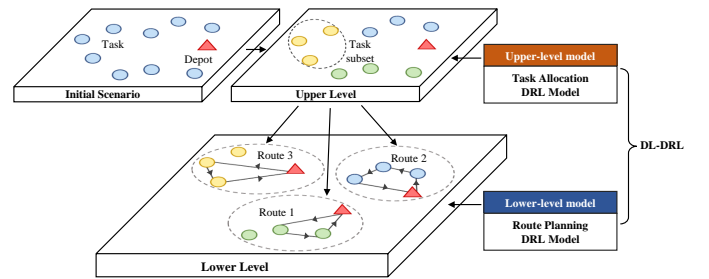 Task
Depot
Initial Scenario
Task
subset
Upper Level
Upper-level model
Task Allocation
DRL Model
DL-DRL
Route 3
Route 2
Route 1
Lower Level
Lower-level model
Route Planning
DRL Model